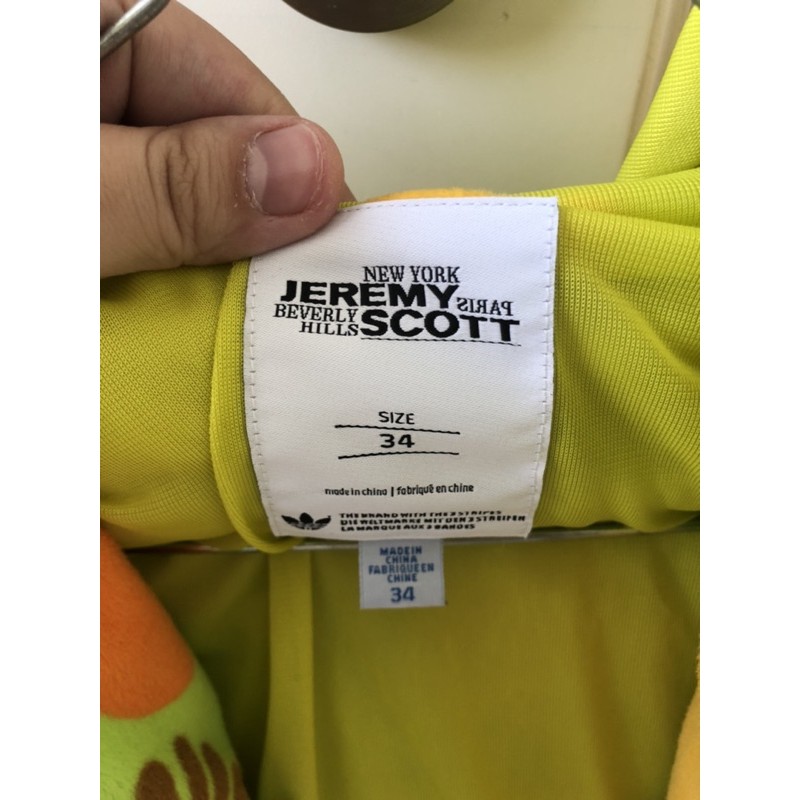 NEW YORK
JEREMY PARIS
BEVERLY HILLS SCOTT
SIZE
34
made in china | fabriqué en chine
THE BRAND WITH THE 3 STRIPES
DIE WELTMARKE MIT DEN 3 STREIFEN
LA MARQUE AUX 3 BANDES
MADE IN
CHINA
FABRIQUE EN
CHINE
34